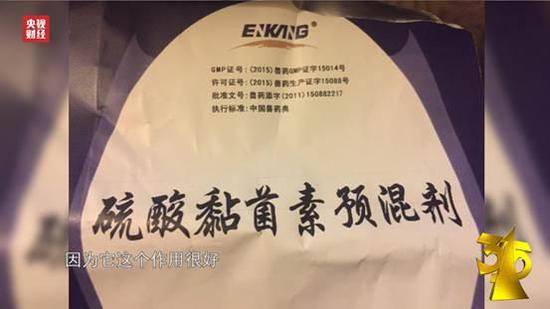 央视财经
ENKANG
GMP证号:(2015)兽药GMP证字15014号
许可证号:(2015)兽药生产证字15088号
批准文号:兽药添字(2011)150882217
执行标准:中国兽药典
硫酸黏菌素预混剂
因为它这个作用很好
315